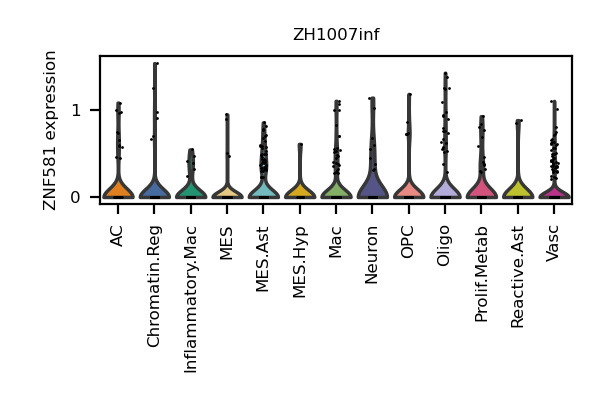 ZH1007inf
ZNF581 expression
1
0
AC
Chromatin.Reg
Inflammatory.Mac
MES
MES.Ast
MES.Hyp
Mac
Neuron
OPC
Oligo
Prolif.Metab
Reactive.Ast
Vasc